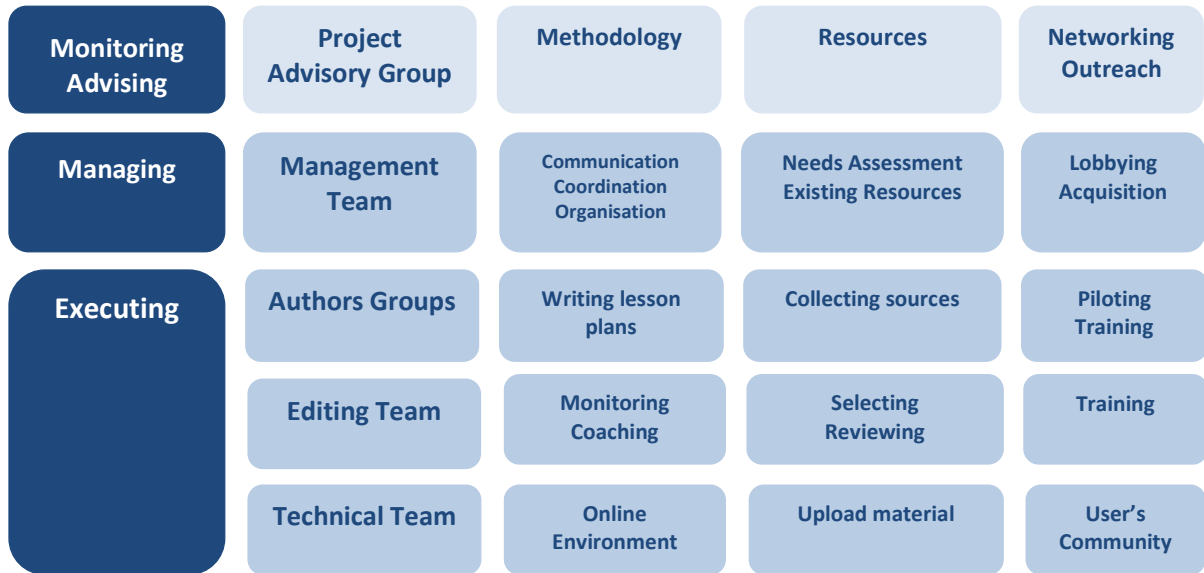 Monitoring
Advising
Project
Advisory Group
Methodology
Resources
Networking
Outreach
Managing
Management
Team
Communication
Coordination
Organisation
Needs Assessment
Existing Resources
Lobbying
Acquisition
Executing
Authors Groups
Writing lesson
plans
Collecting sources
Piloting
Training
Editing Team
Monitoring
Coaching
Selecting
Reviewing
Training
Technical Team
Online
Environment
Upload material
User’s
Community